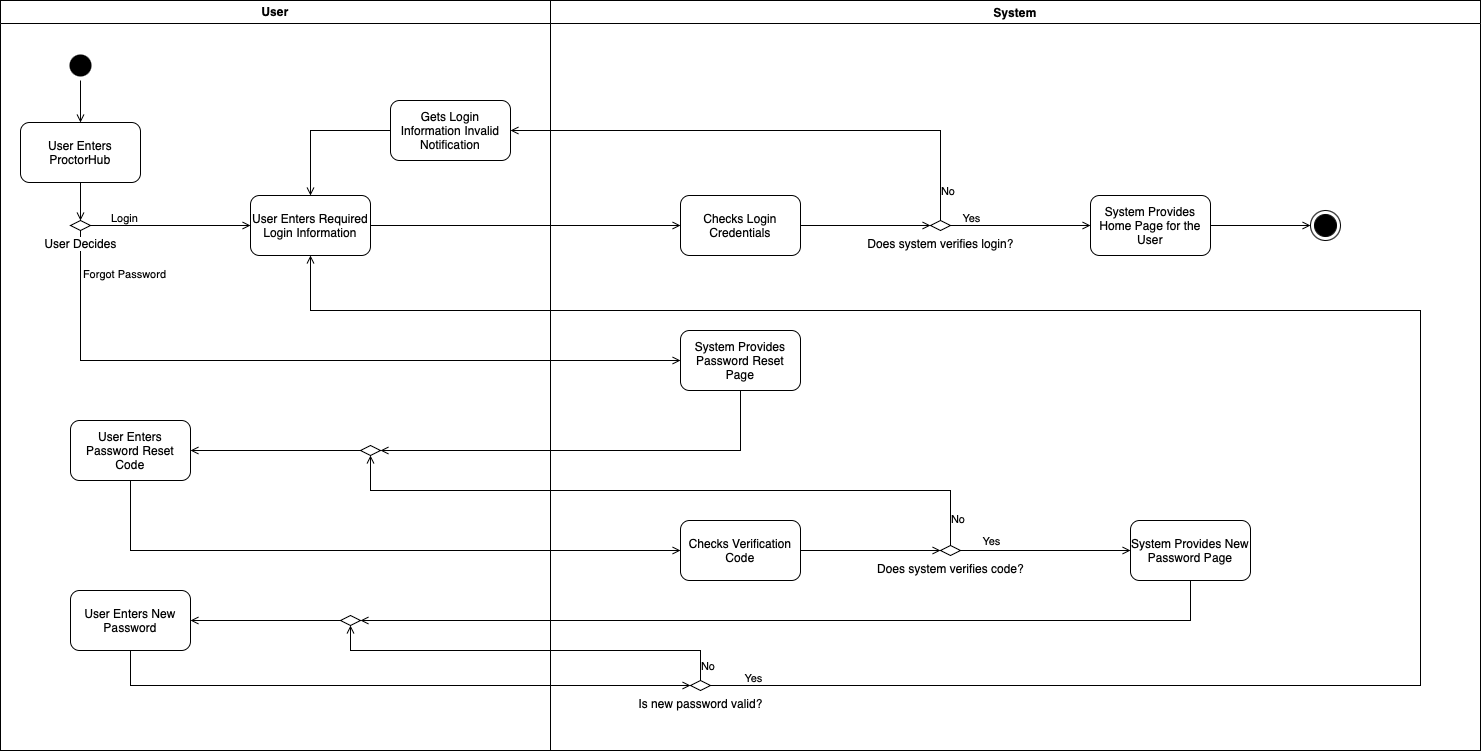 User
System
Gets Login
Information Invalid
Notification
User Enters
ProctorHub
No
Login
User Enters Required
Login Information
Checks Login
Credentials
Yes
System Provides
Home Page for the
User
User Decides
Does system verifies login?
Forgot Password
System Provides
Password Reset
Page
User Enters
Password Reset
Code
No
Checks Verification
Code
Yes
System Provides New
Password Page
Does system verifies code?
User Enters New
Password
No
Yes
Is new password valid?